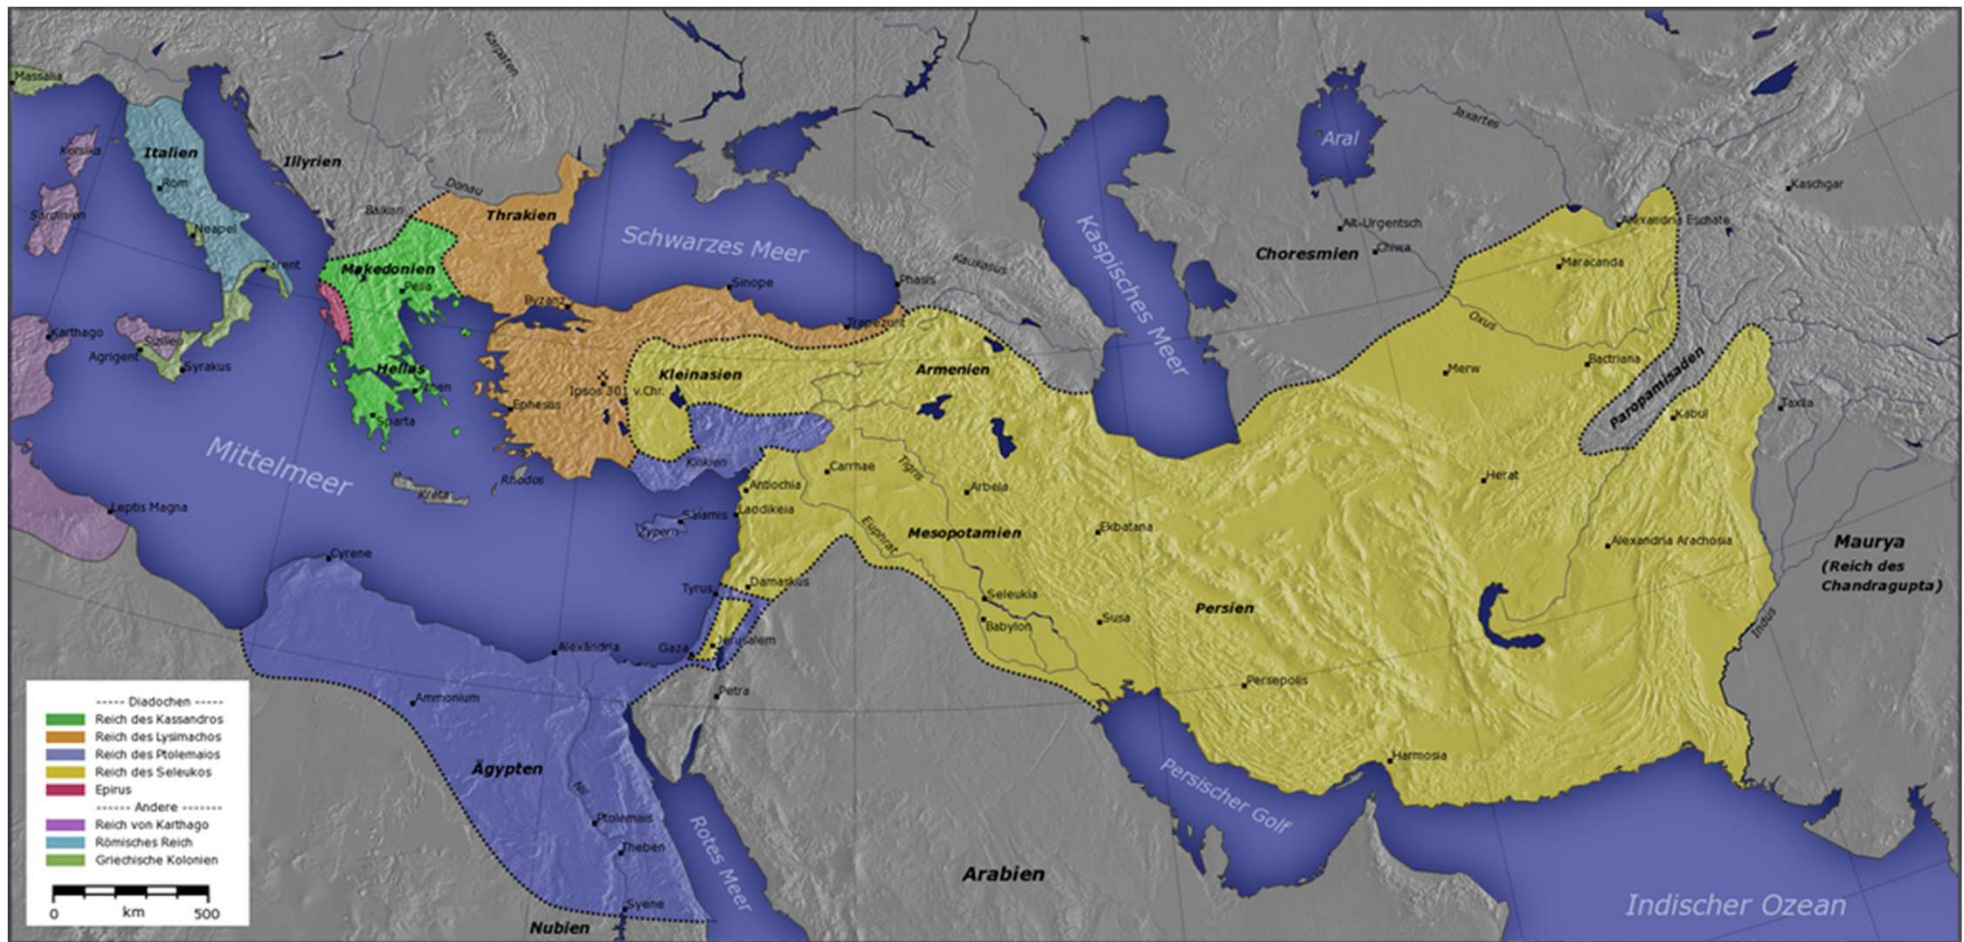 Massalia
Karpaten
Korsika
Italien
Rom
Illyrien
Sardinien
Neapel
Tarent
Donau
Balkan
Thrakien
Schwarzes Meer
Makedonien
Pella
Byzanz
Sinope
Phasis
Kaukasus
Trapezunt
Karthago
Agrigent
Sizilien
Syrakus
Hellas
Athen
Sparta
Ipsos 301 v.Chr.
Ephesus
Kleinasien
Armenien
Kaspisches Meer
Aral
Jaxartes
Kaschgar
Alt-Urgentsch
Choresmien
Chiwa
Alexandria Eschate
Maracanda
Oxus
Merw
Bactriana
Paropamisaden
Kabul
Taxila
Mittelmeer
Kreta
Rhodos
Kilikien
Zypern
Salamis
Antiochia
Laodikeia
Carrhae
Tigris
Arbela
Mesopotamien
Euphrat
Ekbatana
Herat
Alexandria Arachosia
Maurya
(Reich des
Chandragupta)
Leptis Magna
Cyrene
Tyrus
Damaskus
Seleukia
Babylon
Susa
Persien
Indus
Alexandria
Gaza
Jerusalem
Petra
Persepolis
Ammonium
Harmosia
Ägypten
Nil
Ptolemais
Theben
Rotes Meer
Persischer Golf
Arabien
Indischer Ozean
Syene
Nubien
----- Diadochen -----
Reich des Kassandros
Reich des Lysimachos
Reich des Ptolemaios
Reich des Seleukos
Epirus
------ Andere -------
Reich von Karthago
Römisches Reich
Griechische Kolonien
0 km 500